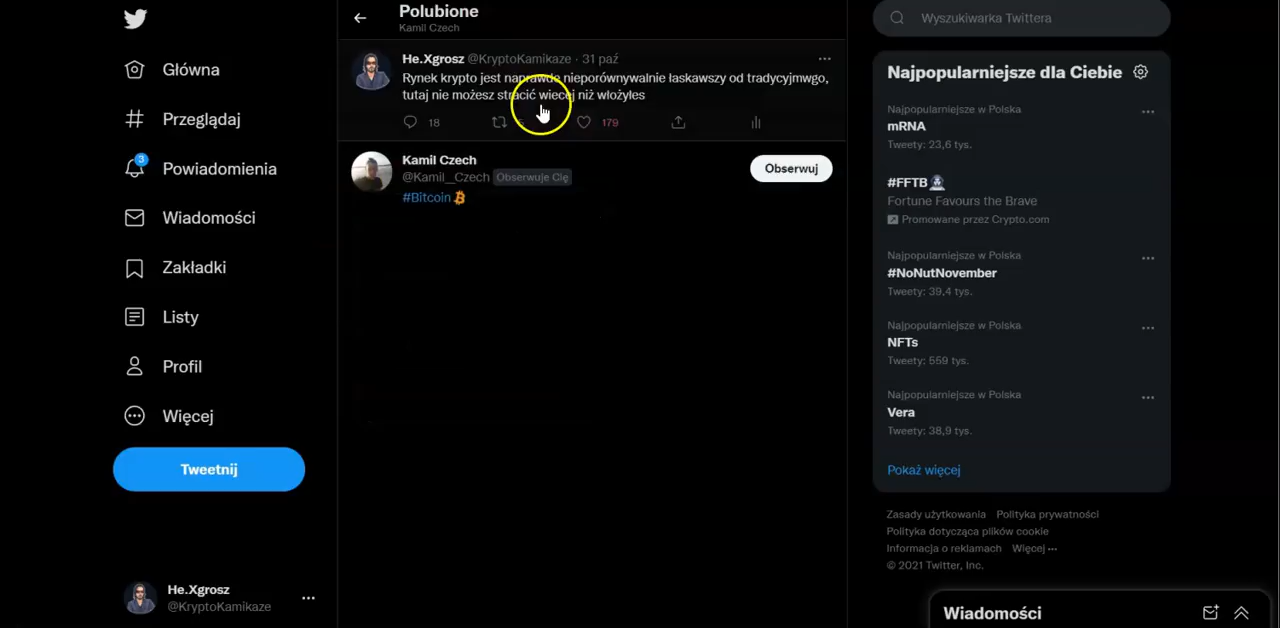 Główna
Przeglądaj
3
Powiadomienia
Wiadomości
Zakładki
Listy
Profil
Więcej
Tweetnij
He.Xgrosz
@KryptoKamikaze
Polubione
Kamil Czech
He.Xgrosz @KryptoKamikaze · 31 paź
Rynek krypto jest naprawdę nieporównywalnie łaskawszy od tradycyjmwgo,
tutaj nie możesz stracić wiecej niż włożyłes
18 179
Kamil Czech
@Kamil__Czech Obserwuje Cię
#Bitcoin
Obserwuj
Wyszukiwarka Twittera
Najpopularniejsze dla Ciebie
Najpopularniejsze w Polska
mRNA
Tweety: 23,6 tys.
#FFTB
Fortune Favours the Brave
Promowane przez Crypto.com
Najpopularniejsze w Polska
#NoNutNovember
Tweety: 39,4 tys.
Najpopularniejsze w Polska
NFTs
Tweety: 559 tys.
Najpopularniejsze w Polska
Vera
Tweety: 38,9 tys.
Pokaż więcej
Zasady użytkowania Polityka prywatności
Polityka dotycząca plików cookie
Informacja o reklamach Więcej ···
© 2021 Twitter, Inc.
Wiadomości